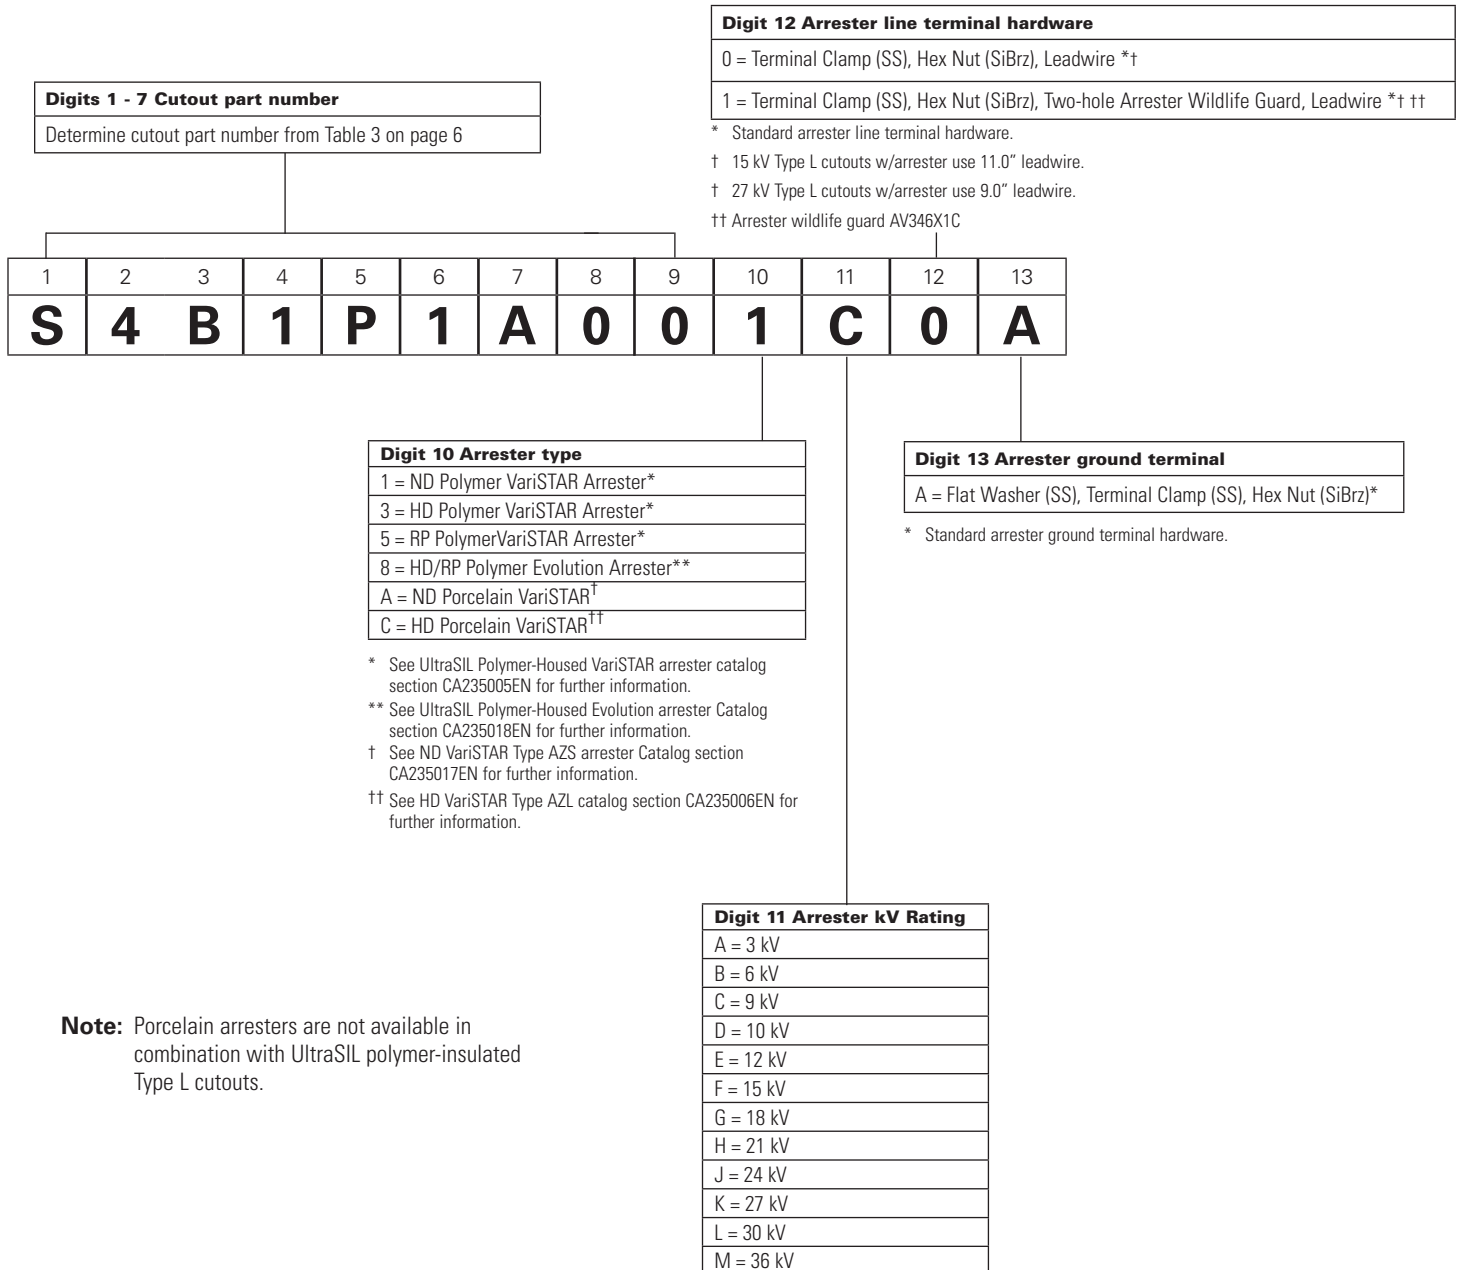 Digit 12 Arrester line terminal hardware
0 = Terminal Clamp (SS), Hex Nut (SiBrz), Leadwire *†
1 = Terminal Clamp (SS), Hex Nut (SiBrz), Two-hole Arrester Wildlife Guard, Leadwire *† ††
* Standard arrester line terminal hardware.
† 15 kV Type L cutouts w/arrester use 11.0" leadwire.
† 27 kV Type L cutouts w/arrester use 9.0" leadwire.
†† Arrester wildlife guard AV346X1C
Digits 1 - 7 Cutout part number
Determine cutout part number from Table 3 on page 6
1 2 3 4 5 6 7 8 9 10 11 12 13
S 4 B 1 P 1 A 0 0 1 C 0 A
Digit 10 Arrester type
1 = ND Polymer VariSTAR Arrester*
3 = HD Polymer VariSTAR Arrester*
5 = RP PolymerVariSTAR Arrester*
8 = HD/RP Polymer Evolution Arrester**
A = ND Porcelain VariSTAR†
C = HD Porcelain VariSTAR††
* See UltraSIL Polymer-Housed VariSTAR arrester catalog
section CA235005EN for further information.
** See UltraSIL Polymer-Housed Evolution arrester Catalog
section CA235018EN for further information.
† See ND VariSTAR Type AZS arrester Catalog section
CA235017EN for further information.
†† See HD VariSTAR Type AZL catalog section CA235006EN for
further information.
Digit 13 Arrester ground terminal
A = Flat Washer (SS), Terminal Clamp (SS), Hex Nut (SiBrz)*
* Standard arrester ground terminal hardware.
Digit 11 Arrester kV Rating
A = 3 kV
B = 6 kV
C = 9 kV
D = 10 kV
E = 12 kV
F = 15 kV
G = 18 kV
H = 21 kV
J = 24 kV
K = 27 kV
L = 30 kV
M = 36 kV
Note: Porcelain arresters are not available in
combination with UltraSIL polymer-insulated
Type L cutouts.